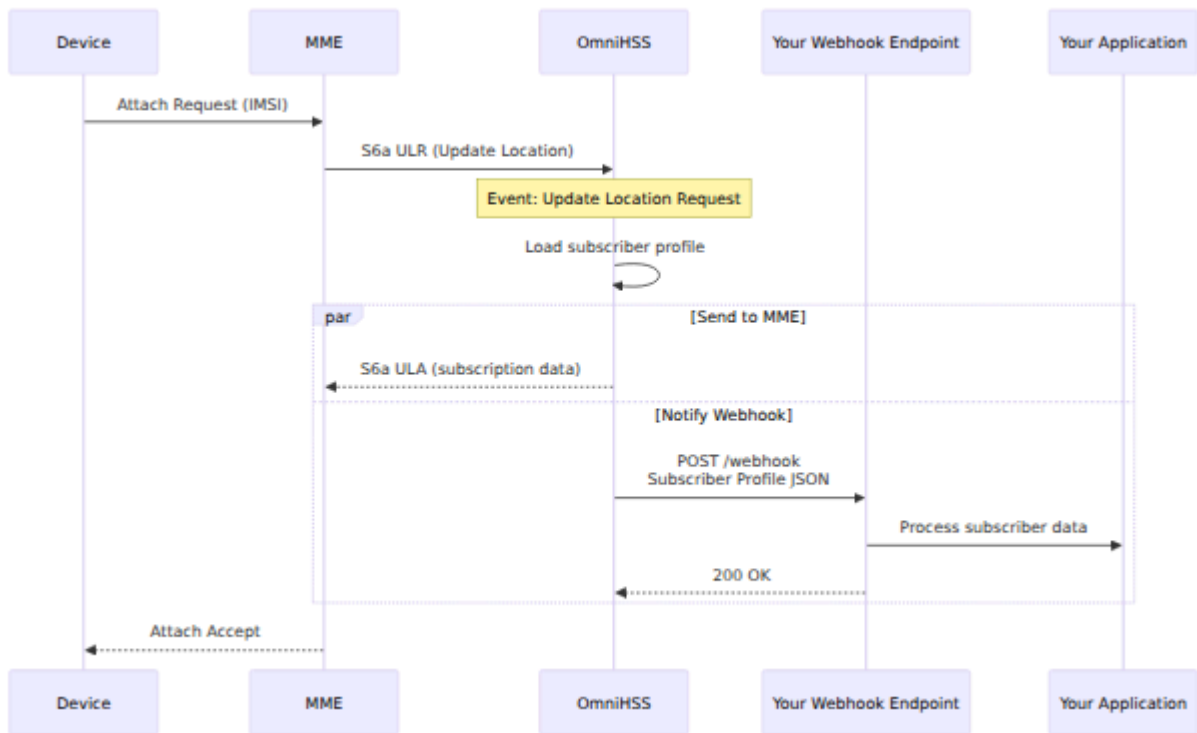 Device
MME
OmniHSS
Your Webhook Endpoint
Your Application
Attach Request (IMSI)
S6a ULR (Update Location)
Event: Update Location Request
Load subscriber profile
par
[Send to MME]
S6a ULA (subscription data)
[Notify Webhook]
POST /webhook
Subscriber Profile JSON
Process subscriber data
200 OK
Attach Accept
Device
MME
OmniHSS
Your Webhook Endpoint
Your Application